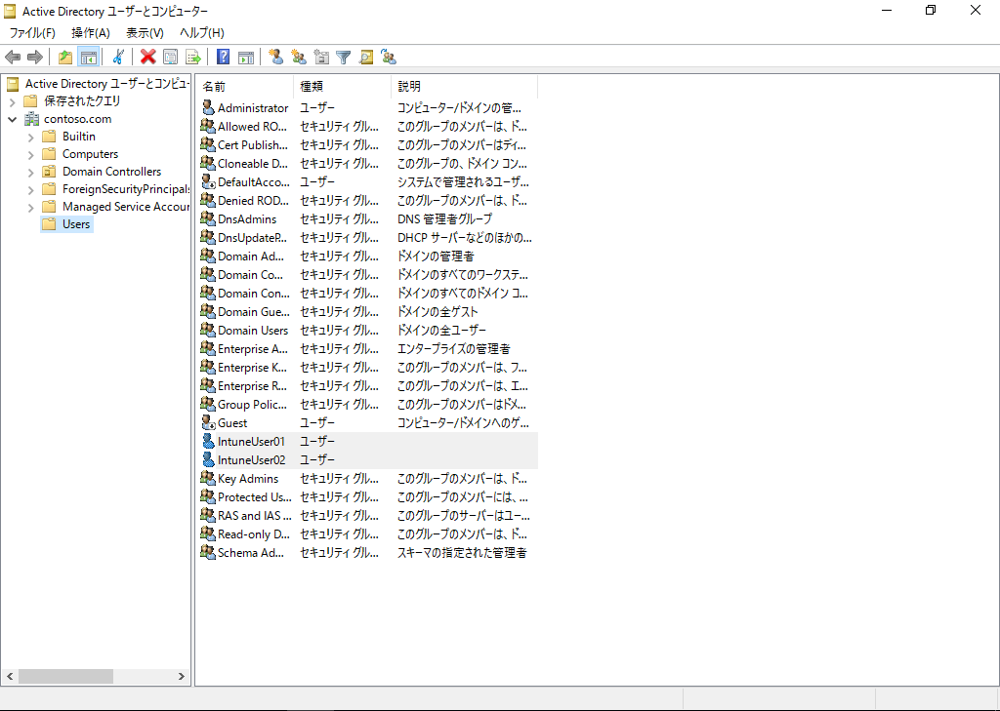 Active Directory ユーザーとコンピューター
ファイル(F) 操作(A) 表示(V) ヘルプ(H)
Active Directory ユーザーとコンピュー
保存されたクエリ
contoso.com
Builtin
Computers
Domain Controllers
ForeignSecurityPrincipals
Managed Service Accour
Users
名前 種類 説明
Administrator ユーザー コンピューター/ドメインの管...
Allowed RO... セキュリティ グル... このグループのメンバーは、ド...
Cert Publish... セキュリティ グル... このグループのメンバーはディ...
Cloneable D... セキュリティ グル... このグループの、ドメイン コン...
DefaultAcco... ユーザー システムで管理されるユーザ...
Denied ROD... セキュリティ グル... このグループのメンバーは、ド...
DnsAdmins セキュリティ グル... DNS 管理者グループ
DnsUpdateP... セキュリティ グル... DHCP サーバーなどのほかの...
Domain Ad... セキュリティ グル... ドメインの管理者
Domain Co... セキュリティ グル... ドメインのすべてのワークステ...
Domain Con... セキュリティ グル... ドメインのすべてのドメイン コ...
Domain Gue... セキュリティ グル... ドメインの全ゲスト
Domain Users セキュリティ グル... ドメインの全ユーザー
Enterprise A... セキュリティ グル... エンタープライズの管理者
Enterprise K... セキュリティ グル... このグループのメンバーは、フ...
Enterprise R... セキュリティ グル... このグループのメンバーは、エ...
Group Polic... セキュリティ グル... このグループのメンバーはドメ...
Guest ユーザー コンピューター/ドメインへのゲ...
IntuneUser01 ユーザー
IntuneUser02 ユーザー
Key Admins セキュリティ グル... このグループのメンバーは、ド...
Protected Us... セキュリティ グル... このグループのメンバーには、...
RAS and IAS ... セキュリティ グル... このグループのサーバーはユー...
Read-only D... セキュリティ グル... このグループのメンバーは、ド...
Schema Ad... セキュリティ グル... スキーマの指定された管理者